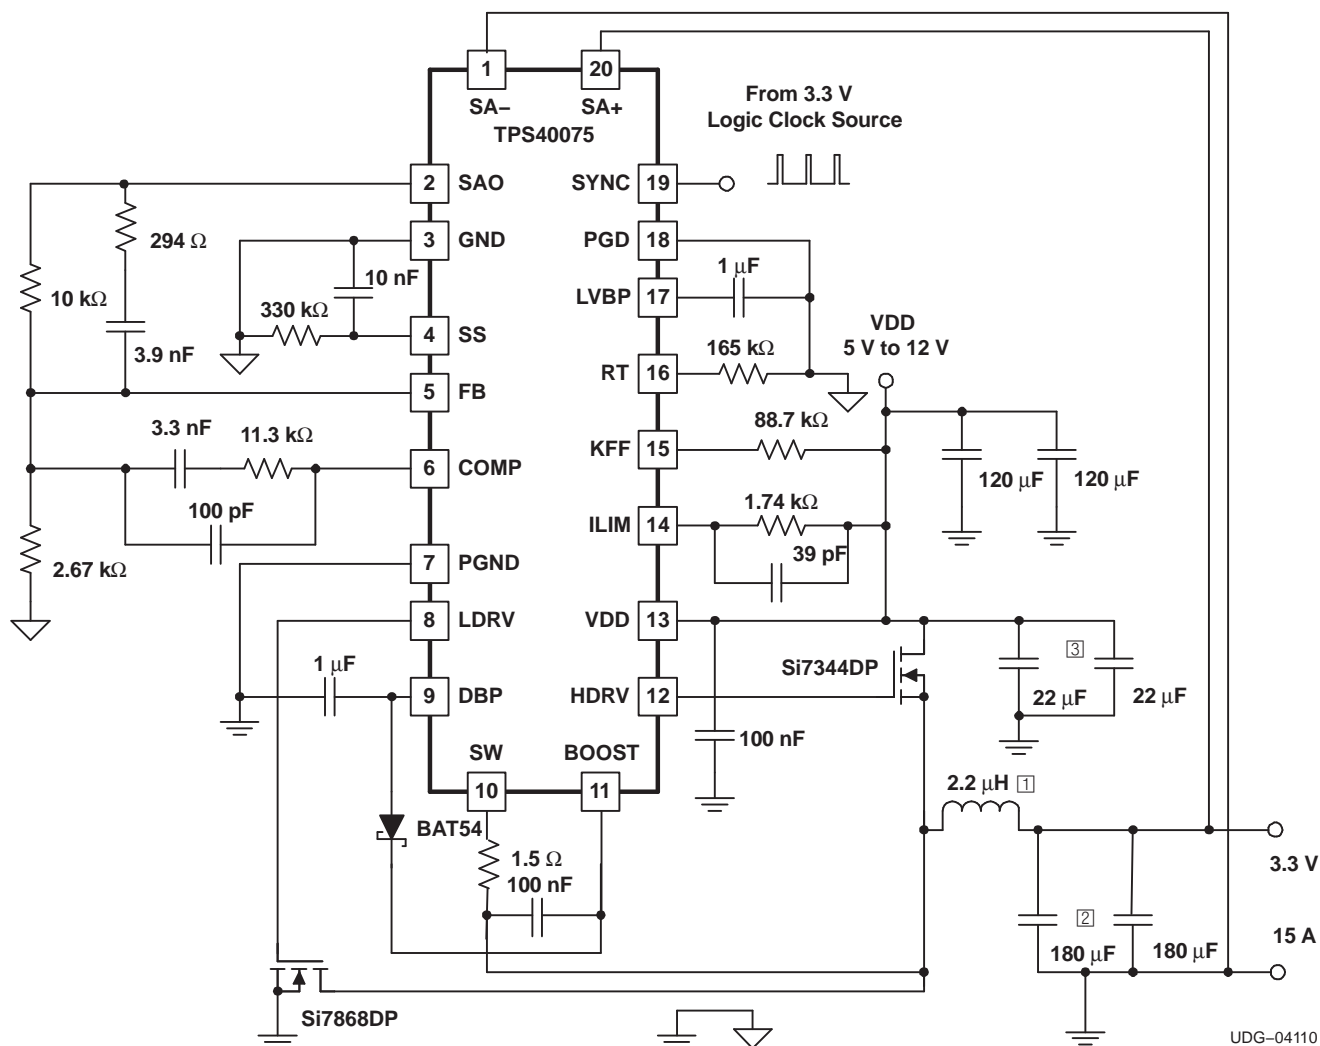 1
20
SA−
SA+
TPS40075
From 3.3 V
Logic Clock Source
2
SAO
SYNC
19
294 Ω
3
GND
PGD
18
10 kΩ
10 nF
1 μF
LVBP
17
330 kΩ
4
SS
VDD
5 V to 12 V
3.9 nF
165 kΩ
RT
16
5
FB
3.3 nF
11.3 kΩ
88.7 kΩ
KFF
15
6
COMP
120 μF
120 μF
100 pF
1.74 kΩ
ILIM
14
39 pF
2.67 kΩ
7
PGND
8
LDRV
VDD
13
1 μF
Si7344DP
3
9
DBP
HDRV
12
22 μF
22 μF
100 nF
SW
BOOST
10
11
2.2 μH 1
BAT54
1.5 Ω
100 nF
3.3 V
2
180 μF
180 μF
15 A
Si7868DP
UDG−04110